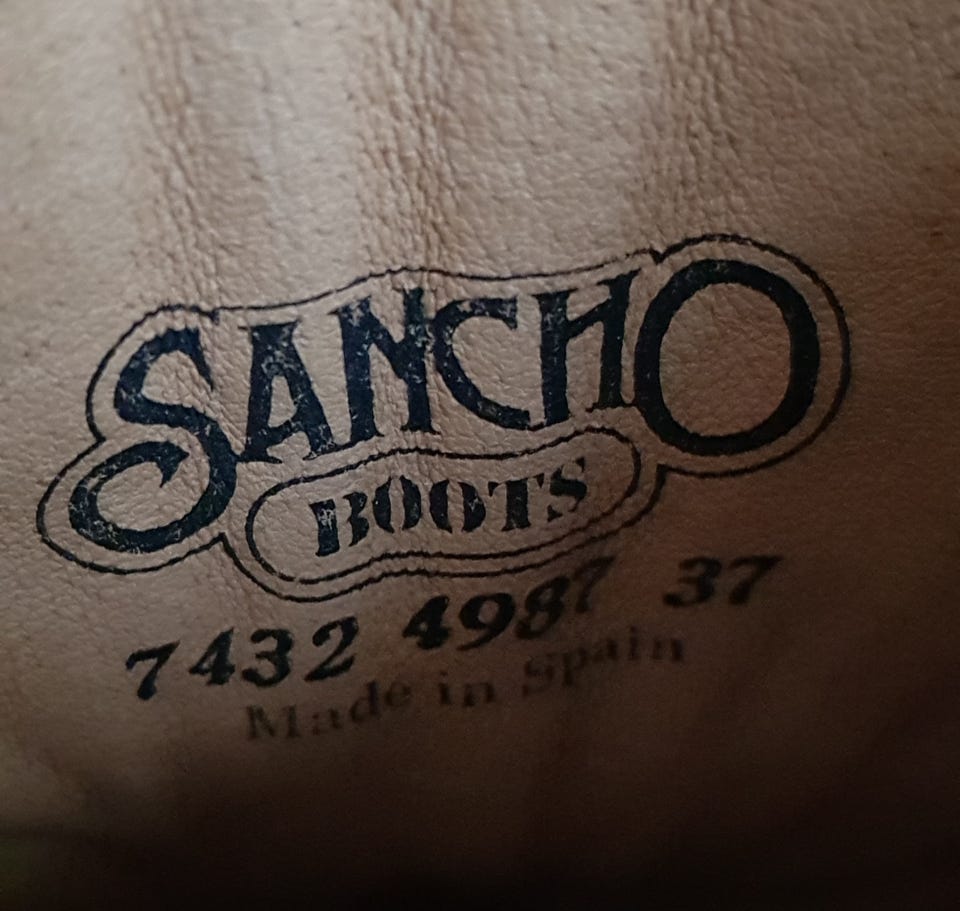 SANCHO
BOOTS
7432 4987 37
Made in Spain